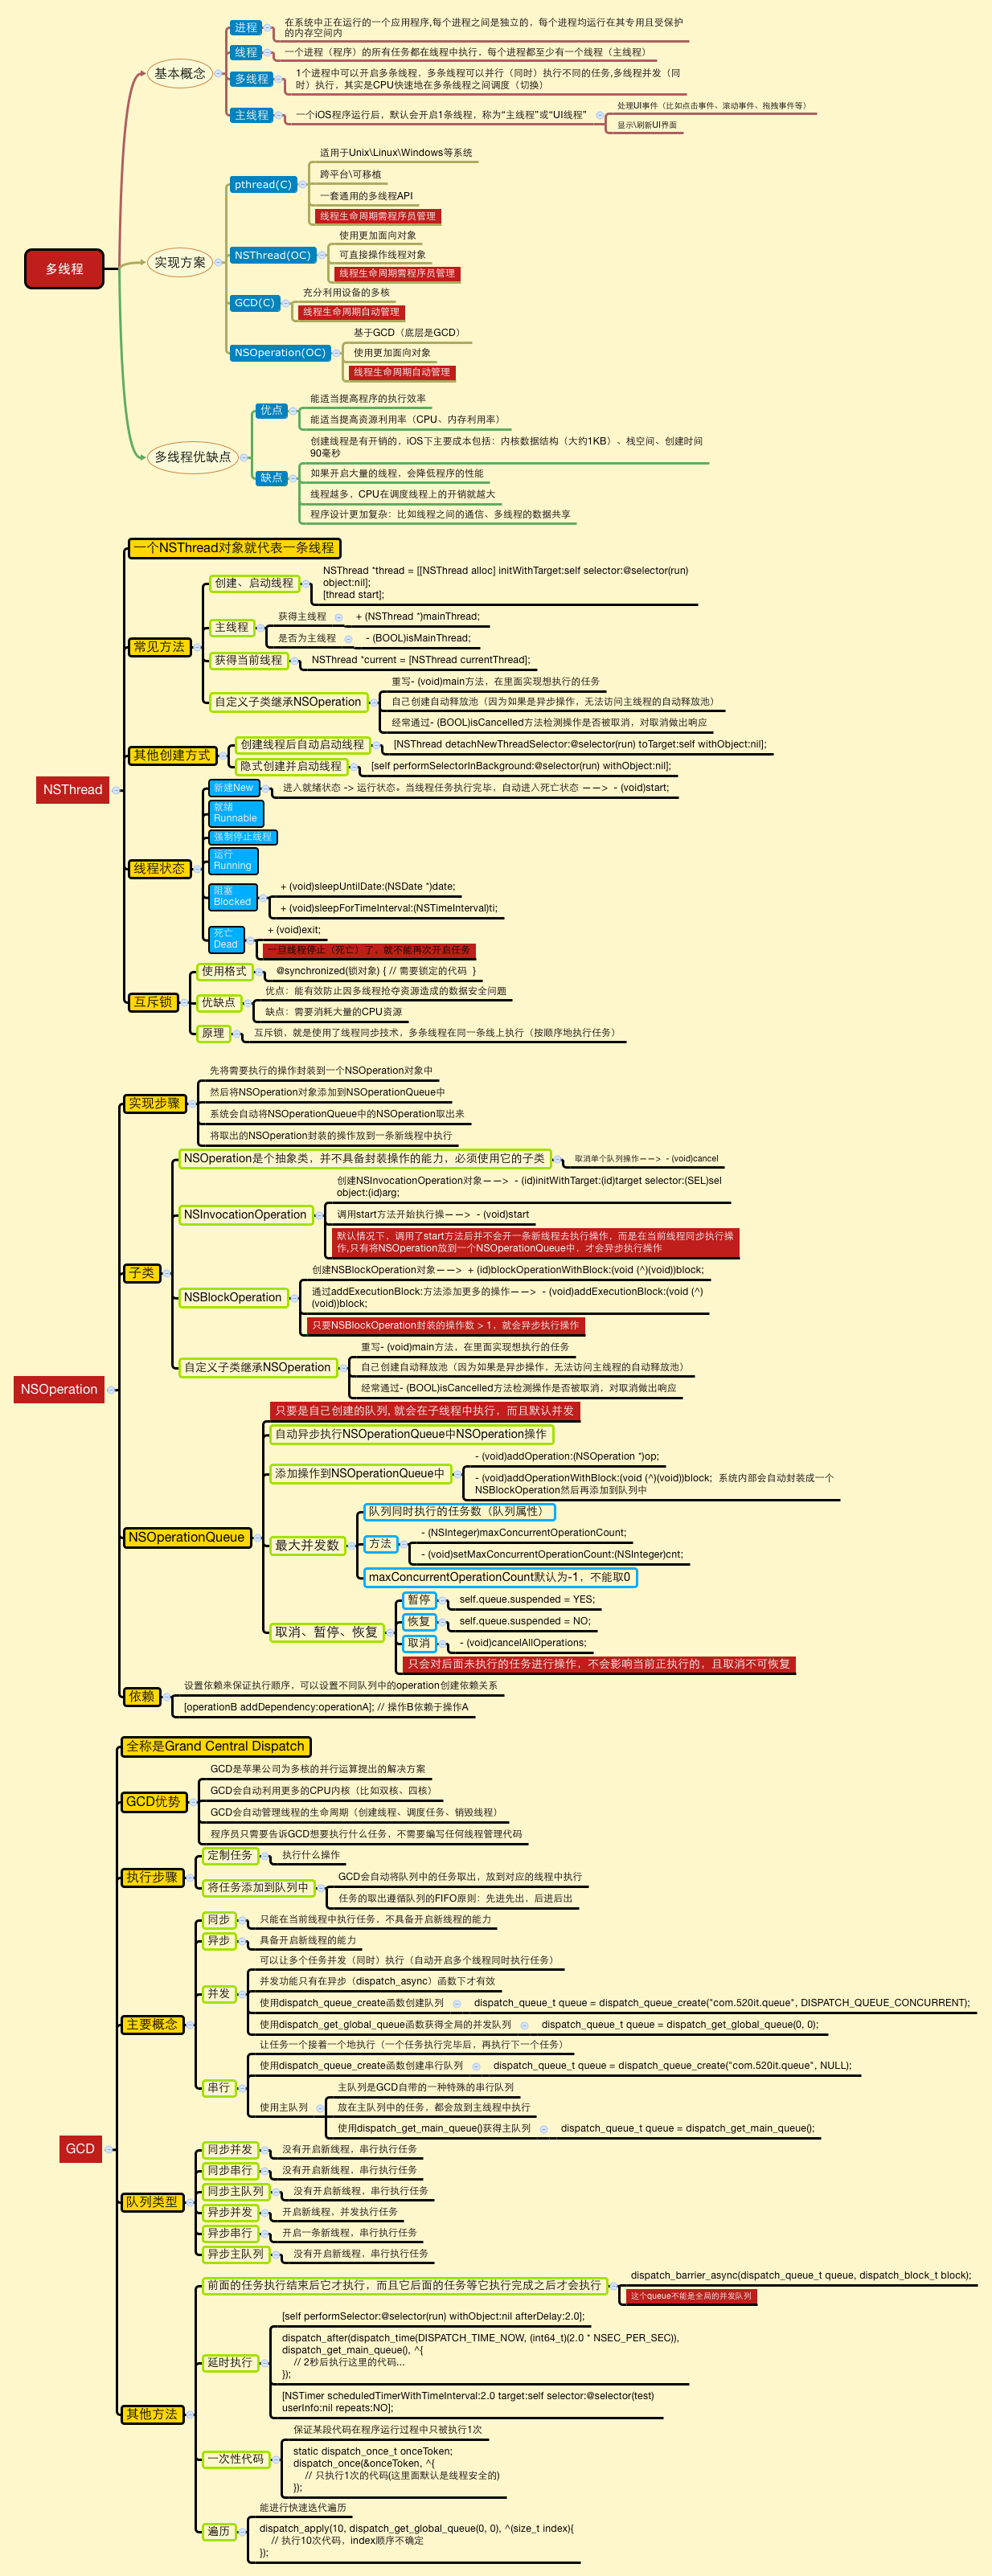 多线程
基本概念
进程
在系统中正在运行的一个应用程序,每个进程之间是独立的，每个进程均运行在其专用且受保护
的内存空间内
线程
一个进程（程序）的所有任务都在线程中执行，每个进程都至少有一个线程（主线程）
多线程
1个进程中可以开启多条线程，多条线程可以并行（同时）执行不同的任务,多线程并发（同
时）执行，其实是CPU快速地在多条线程之间调度（切换）
主线程
一个iOS程序运行后，默认会开启1条线程，称为“主线程”或“UI线程”
处理UI事件（比如点击事件、滚动事件、拖拽事件等）
显示\刷新UI界面
实现方案
pthread(C)
适用于Unix\Linux\Windows等系统
跨平台\可移植
一套通用的多线程API
线程生命周期需程序员管理
NSThread(OC)
使用更加面向对象
可直接操作线程对象
线程生命周期需程序员管理
GCD(C)
充分利用设备的多核
线程生命周期自动管理
NSOperation(OC)
基于GCD（底层是GCD）
使用更加面向对象
线程生命周期自动管理
多线程优缺点
优点
能适当提高程序的执行效率
能适当提高资源利用率（CPU、内存利用率）
缺点
创建线程是有开销的，iOS下主要成本包括：内核数据结构（大约1KB）、栈空间、创建时间
90毫秒
如果开启大量的线程，会降低程序的性能
线程越多，CPU在调度线程上的开销就越大
程序设计更加复杂：比如线程之间的通信、多线程的数据共享
NSThread
一个NSThread对象就代表一条线程
常见方法
创建、启动线程
NSThread *thread = [[NSThread alloc] initWithTarget:self selector:@selector(run)
object:nil];
[thread start];
主线程
获得主线程
+ (NSThread *)mainThread;
是否为主线程
- (BOOL)isMainThread;
获得当前线程
NSThread *current = [NSThread currentThread];
自定义子类继承NSOperation
重写- (void)main方法，在里面实现想执行的任务
自己创建自动释放池（因为如果是异步操作，无法访问主线程的自动释放池）
经常通过- (BOOL)isCancelled方法检测操作是否被取消，对取消做出响应
其他创建方式
创建线程后自动启动线程
[NSThread detachNewThreadSelector:@selector(run) toTarget:self withObject:nil];
隐式创建并启动线程
[self performSelectorInBackground:@selector(run) withObject:nil];
线程状态
新建New
进入就绪状态 -> 运行状态。当线程任务执行完毕，自动进入死亡状态 ——> - (void)start;
就绪
Runnable
强制停止线程
运行
Running
阻塞
Blocked
+ (void)sleepUntilDate:(NSDate *)date;
+ (void)sleepForTimeInterval:(NSTimeInterval)ti;
死亡
Dead
+ (void)exit;
一旦线程停止（死亡）了，就不能再次开启任务
互斥锁
使用格式
@synchronized(锁对象) { // 需要锁定的代码 }
优缺点
优点：能有效防止因多线程抢夺资源造成的数据安全问题
缺点：需要消耗大量的CPU资源
原理
互斥锁，就是使用了线程同步技术，多条线程在同一条线上执行（按顺序地执行任务）
NSOperation
实现步骤
先将需要执行的操作封装到一个NSOperation对象中
然后将NSOperation对象添加到NSOperationQueue中
系统会自动将NSOperationQueue中的NSOperation取出来
将取出的NSOperation封装的操作放到一条新线程中执行
子类
NSOperation是个抽象类，并不具备封装操作的能力，必须使用它的子类
取消单个队列操作——> - (void)cancel
NSInvocationOperation
创建NSInvocationOperation对象——> - (id)initWithTarget:(id)target selector:(SEL)sel
object:(id)arg;
调用start方法开始执行操——> - (void)start
默认情况下，调用了start方法后并不会开一条新线程去执行操作，而是在当前线程同步执行操
作,只有将NSOperation放到一个NSOperationQueue中，才会异步执行操作
NSBlockOperation
创建NSBlockOperation对象——> + (id)blockOperationWithBlock:(void (^)(void))block;
通过addExecutionBlock:方法添加更多的操作——> - (void)addExecutionBlock:(void (^)
(void))block;
只要NSBlockOperation封装的操作数 > 1，就会异步执行操作
自定义子类继承NSOperation
重写- (void)main方法，在里面实现想执行的任务
自己创建自动释放池（因为如果是异步操作，无法访问主线程的自动释放池）
经常通过- (BOOL)isCancelled方法检测操作是否被取消，对取消做出响应
NSOperationQueue
只要是自己创建的队列, 就会在子线程中执行，而且默认并发
自动异步执行NSOperationQueue中NSOperation操作
添加操作到NSOperationQueue中
- (void)addOperation:(NSOperation *)op;
- (void)addOperationWithBlock:(void (^)(void))block;  系统内部会自动封装成一个
NSBlockOperation然后再添加到队列中
最大并发数
队列同时执行的任务数（队列属性）
方法
- (NSInteger)maxConcurrentOperationCount;
- (void)setMaxConcurrentOperationCount:(NSInteger)cnt;
maxConcurrentOperationCount默认为-1，不能取0
取消、暂停、恢复
暂停
self.queue.suspended = YES;
恢复
self.queue.suspended = NO;
取消
- (void)cancelAllOperations;
只会对后面未执行的任务进行操作，不会影响当前正执行的，且取消不可恢复
依赖
设置依赖来保证执行顺序，可以设置不同队列中的operation创建依赖关系
[operationB addDependency:operationA]; // 操作B依赖于操作A
GCD
全称是Grand Central Dispatch
GCD优势
GCD是苹果公司为多核的并行运算提出的解决方案
GCD会自动利用更多的CPU内核（比如双核、四核）
GCD会自动管理线程的生命周期（创建线程、调度任务、销毁线程）
程序员只需要告诉GCD想要执行什么任务，不需要编写任何线程管理代码
执行步骤
定制任务
执行什么操作
将任务添加到队列中
GCD会自动将队列中的任务取出，放到对应的线程中执行
任务的取出遵循队列的FIFO原则：先进先出，后进后出
主要概念
同步
只能在当前线程中执行任务，不具备开启新线程的能力
异步
具备开启新线程的能力
并发
可以让多个任务并发（同时）执行（自动开启多个线程同时执行任务）
并发功能只有在异步（dispatch_async）函数下才有效
使用dispatch_queue_create函数创建队列
dispatch_queue_t queue = dispatch_queue_create("com.520it.queue", DISPATCH_QUEUE_CONCURRENT);
使用dispatch_get_global_queue函数获得全局的并发队列
dispatch_queue_t queue = dispatch_get_global_queue(0, 0);
串行
让任务一个接着一个地执行（一个任务执行完毕后，再执行下一个任务）
使用dispatch_queue_create函数创建串行队列
dispatch_queue_t queue = dispatch_queue_create("com.520it.queue", NULL);
使用主队列
主队列是GCD自带的一种特殊的串行队列
放在主队列中的任务，都会放到主线程中执行
使用dispatch_get_main_queue()获得主队列
dispatch_queue_t queue = dispatch_get_main_queue();
队列类型
同步并发
没有开启新线程，串行执行任务
同步串行
没有开启新线程，串行执行任务
同步主队列
没有开启新线程，串行执行任务
异步并发
开启新线程，并发执行任务
异步串行
开启一条新线程，串行执行任务
异步主队列
没有开启新线程，串行执行任务
其他方法
前面的任务执行结束后它才执行，而且它后面的任务等它执行完成之后才会执行
dispatch_barrier_async(dispatch_queue_t queue, dispatch_block_t block);
这个queue不能是全局的并发队列
延时执行
[self performSelector:@selector(run) withObject:nil afterDelay:2.0];
dispatch_after(dispatch_time(DISPATCH_TIME_NOW, (int64_t)(2.0 * NSEC_PER_SEC)),
dispatch_get_main_queue(), ^{
// 2秒后执行这里的代码...
});
[NSTimer scheduledTimerWithTimeInterval:2.0 target:self selector:@selector(test)
userInfo:nil repeats:NO];
一次性代码
保证某段代码在程序运行过程中只被执行1次
static dispatch_once_t onceToken;
dispatch_once(&onceToken, ^{
// 只执行1次的代码(这里面默认是线程安全的)
});
遍历
能进行快速迭代遍历
dispatch_apply(10, dispatch_get_global_queue(0, 0), ^(size_t index){
// 执行10次代码，index顺序不确定
});